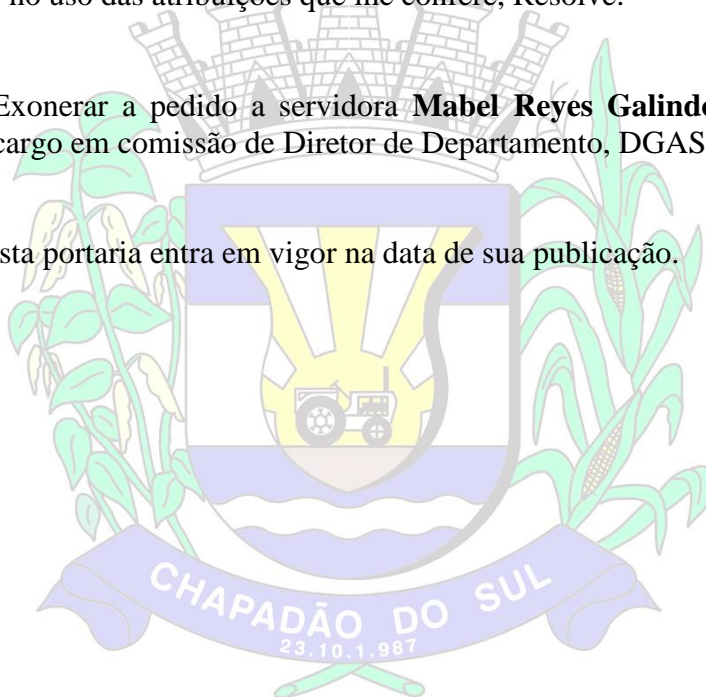 no uso das atribuições que lhe confere, Resolve:
Exonerar a pedido a servidora Mabel Reyes Galindo
cargo em comissão de Diretor de Departamento, DGAS
sta portaria entra em vigor na data de sua publicação.
CHAPADÃO DO SUL
23.10.1.987